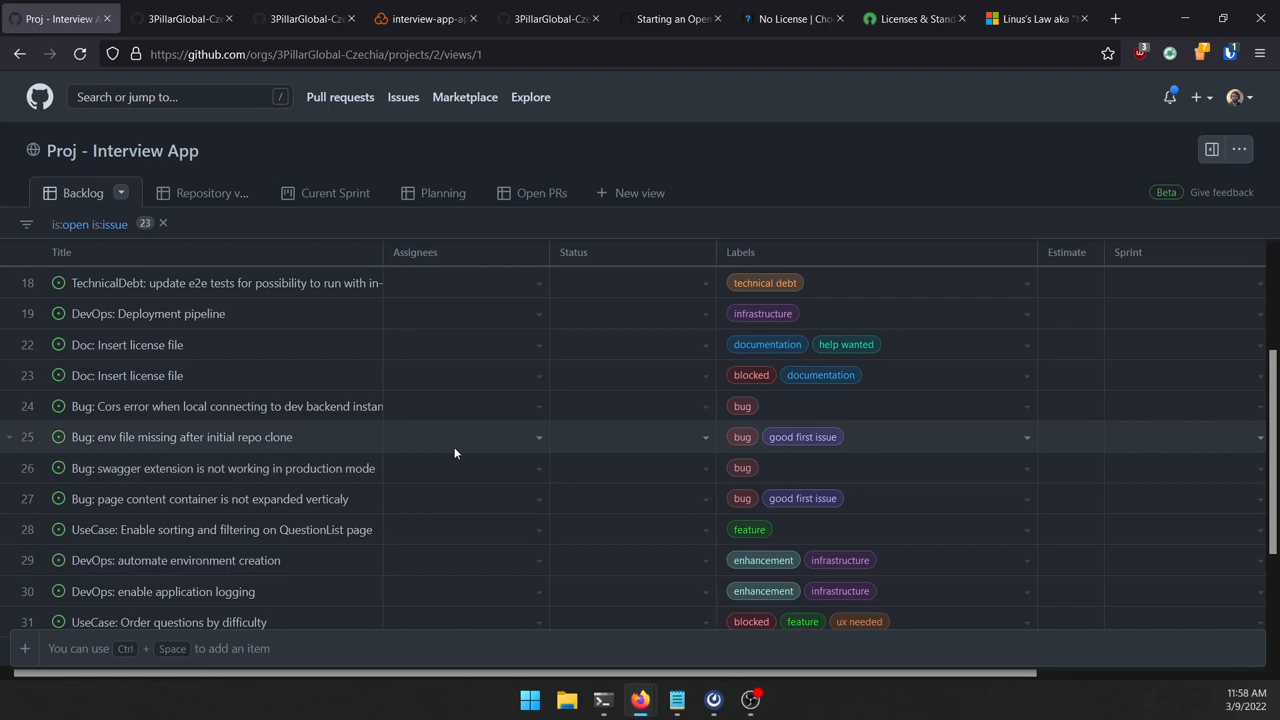 Proj - Interview App
3PillarGlobal-Cz
3PillarGlobal-Cz
interview-app-ap
3PillarGlobal-Cz
Starting an Open
No License | Cho
Licenses & Stand
Linus's Law aka "
https://github.com/orgs/3PillarGlobal-Czechia/projects/2/views/1
3
7
1
Search or jump to...
/
Pull requests
Issues
Marketplace
Explore
Proj - Interview App
Backlog
Repository v...
Curent Sprint
Planning
Open PRs
New view
Beta
Give feedback
is:open is:issue
23
Title
Assignees
Status
Labels
Estimate
Sprint
18 TechnicalDebt: update e2e tests for possibility to run with in- technical debt
19 DevOps: Deployment pipeline infrastructure
22 Doc: Insert license file documentation help wanted
23 Doc: Insert license file blocked documentation
24 Bug: Cors error when local connecting to dev backend instan bug
25 Bug: env file missing after initial repo clone bug good first issue
26 Bug: swagger extension is not working in production mode bug
27 Bug: page content container is not expanded verticaly bug good first issue
28 UseCase: Enable sorting and filtering on QuestionList page feature
29 DevOps: automate environment creation enhancement infrastructure
30 DevOps: enable application logging enhancement infrastructure
31 UseCase: Order questions by difficulty blocked feature ux needed
You can use Ctrl + Space to add an item
11:58 AM
3/9/2022